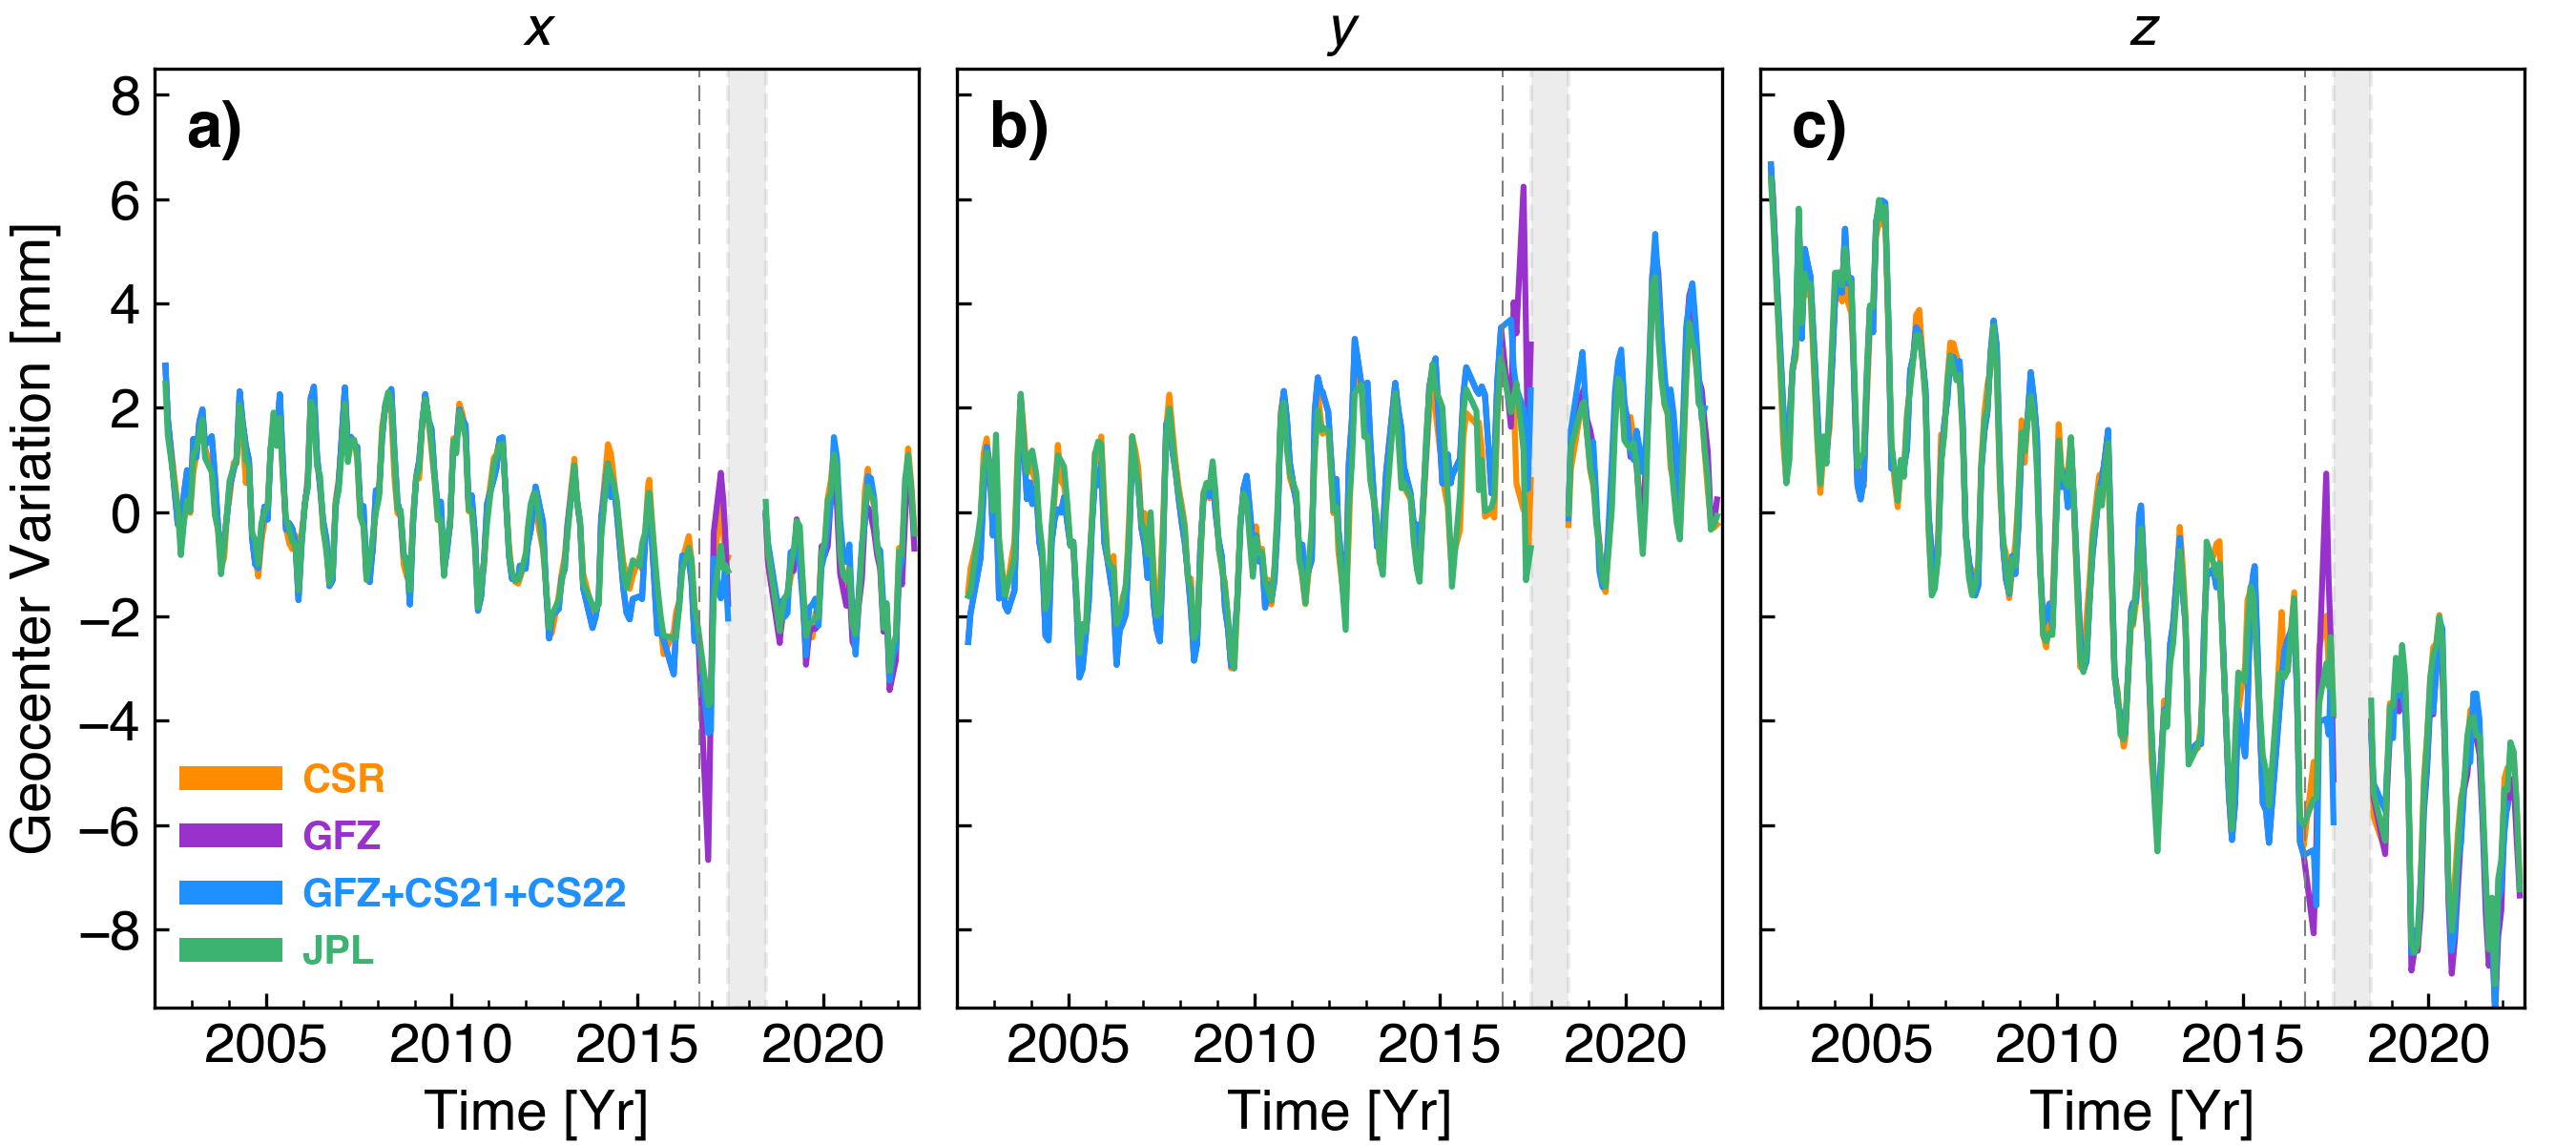 x y z
a) b) c)
Geocenter Variation [mm]
8
6
4
2
0
−2
−4
−6
−8
CSR
GFZ
GFZ+CS21+CS22
JPL
2005 2010 2015 2020 2005 2010 2015 2020 2005 2010 2015 2020
Time [Yr] Time [Yr] Time [Yr]